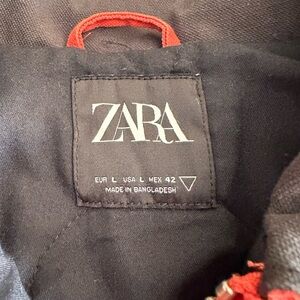 ZARA
EUR L USA L MEX 42
MADE IN BANGLADESH